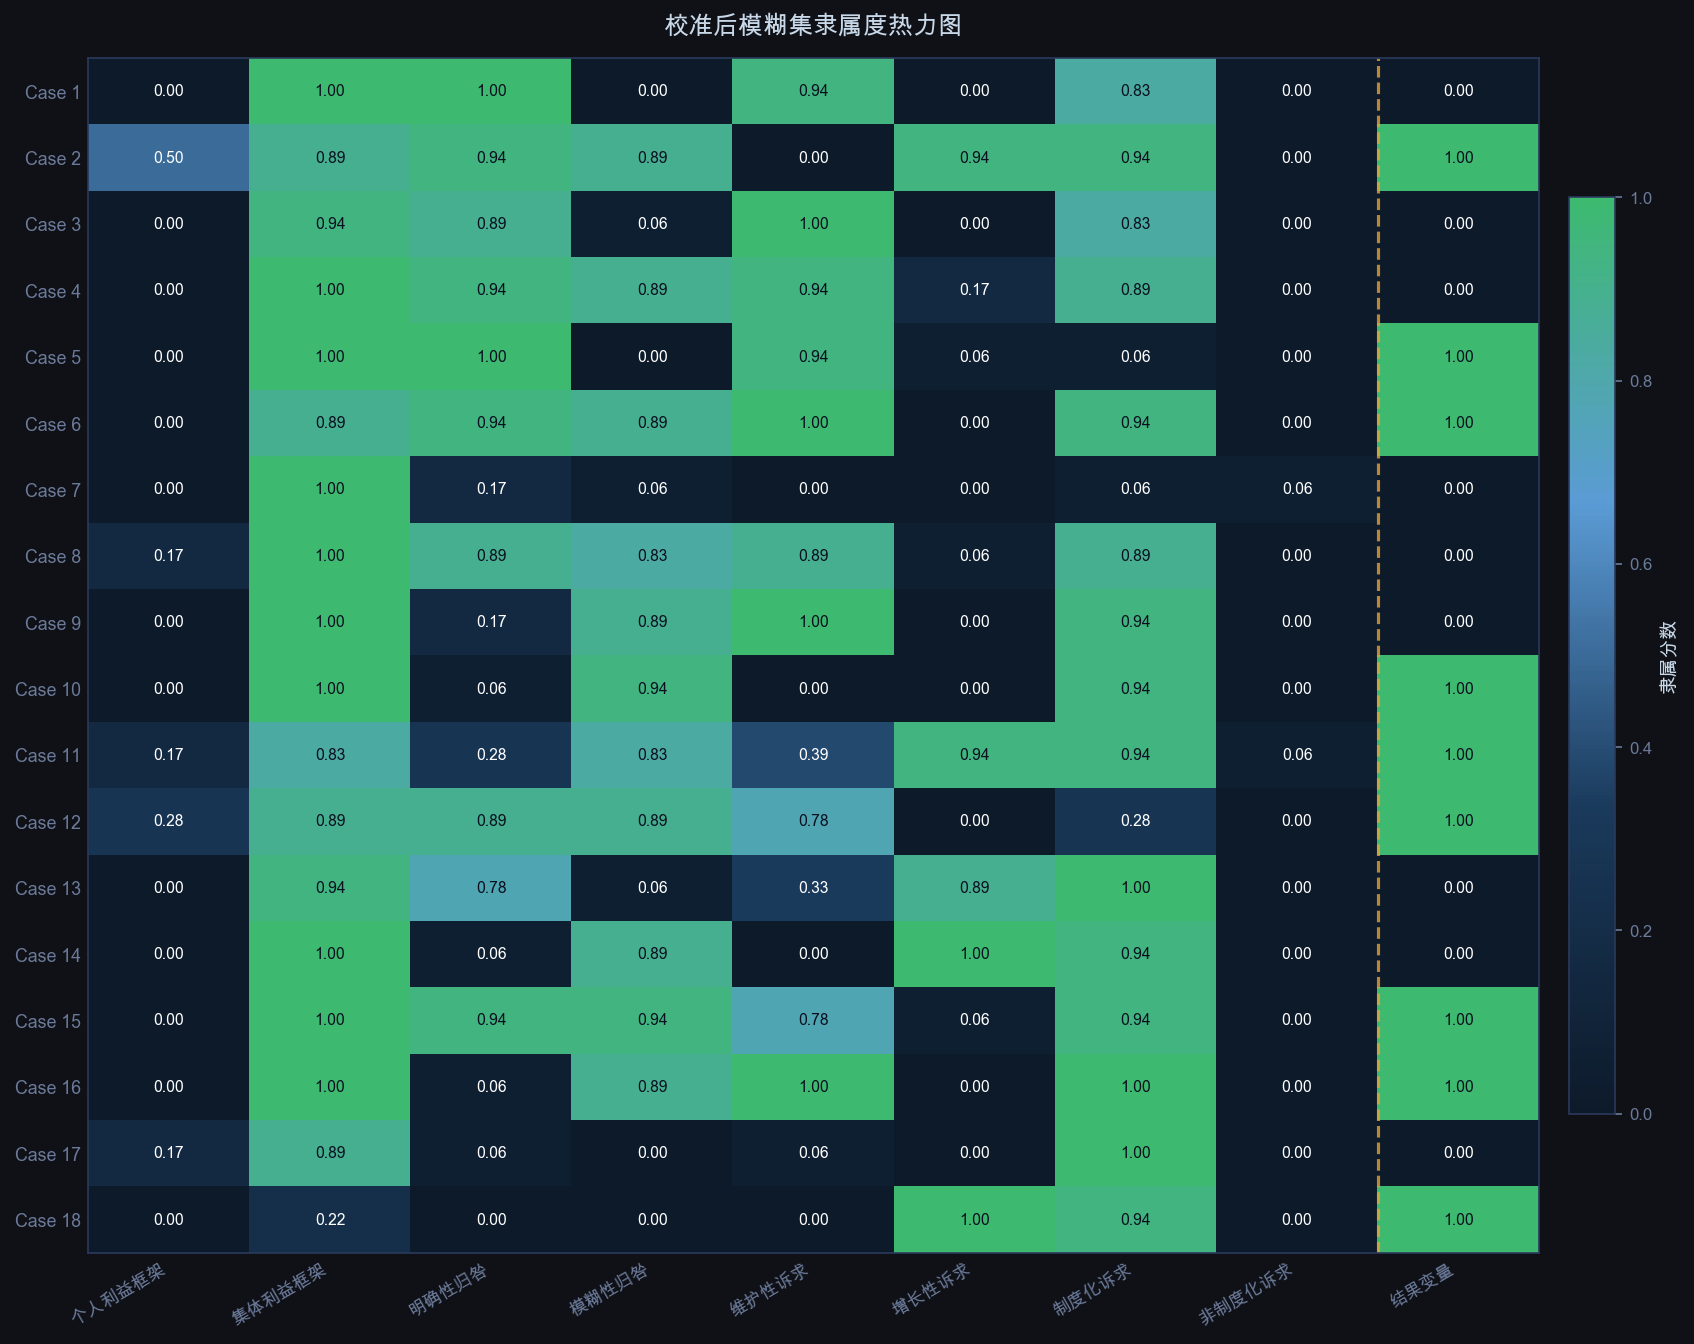 校准后模糊集隶属度热力图
Case 1 0.00 1.00 1.00 0.00 0.94 0.00 0.83 0.00 0.00
Case 2 0.50 0.89 0.94 0.89 0.00 0.94 0.94 0.00 1.00
Case 3 0.00 0.94 0.89 0.06 1.00 0.00 0.83 0.00 0.00
Case 4 0.00 1.00 0.94 0.89 0.94 0.17 0.89 0.00 0.00
Case 5 0.00 1.00 1.00 0.00 0.94 0.06 0.06 0.00 1.00
Case 6 0.00 0.89 0.94 0.89 1.00 0.00 0.94 0.00 1.00
Case 7 0.00 1.00 0.17 0.06 0.00 0.00 0.06 0.06 0.00
Case 8 0.17 1.00 0.89 0.83 0.89 0.06 0.89 0.00 0.00
Case 9 0.00 1.00 0.17 0.89 1.00 0.00 0.94 0.00 0.00
Case 10 0.00 1.00 0.06 0.94 0.00 0.00 0.94 0.00 1.00
Case 11 0.17 0.83 0.28 0.83 0.39 0.94 0.94 0.06 1.00
Case 12 0.28 0.89 0.89 0.89 0.78 0.00 0.28 0.00 1.00
Case 13 0.00 0.94 0.78 0.06 0.33 0.89 1.00 0.00 0.00
Case 14 0.00 1.00 0.06 0.89 0.00 1.00 0.94 0.00 0.00
Case 15 0.00 1.00 0.94 0.94 0.78 0.06 0.94 0.00 1.00
Case 16 0.00 1.00 0.06 0.89 1.00 0.00 1.00 0.00 1.00
Case 17 0.17 0.89 0.06 0.00 0.06 0.00 1.00 0.00 0.00
Case 18 0.00 0.22 0.00 0.00 0.00 1.00 0.94 0.00 1.00
个人利益框架 集体利益框架 明确性归咎 模糊性归咎 维护性诉求 增长性诉求 制度化诉求 非制度化诉求 结果变量
1.0
0.8
0.6
0.4
0.2
0.0
隶属分数